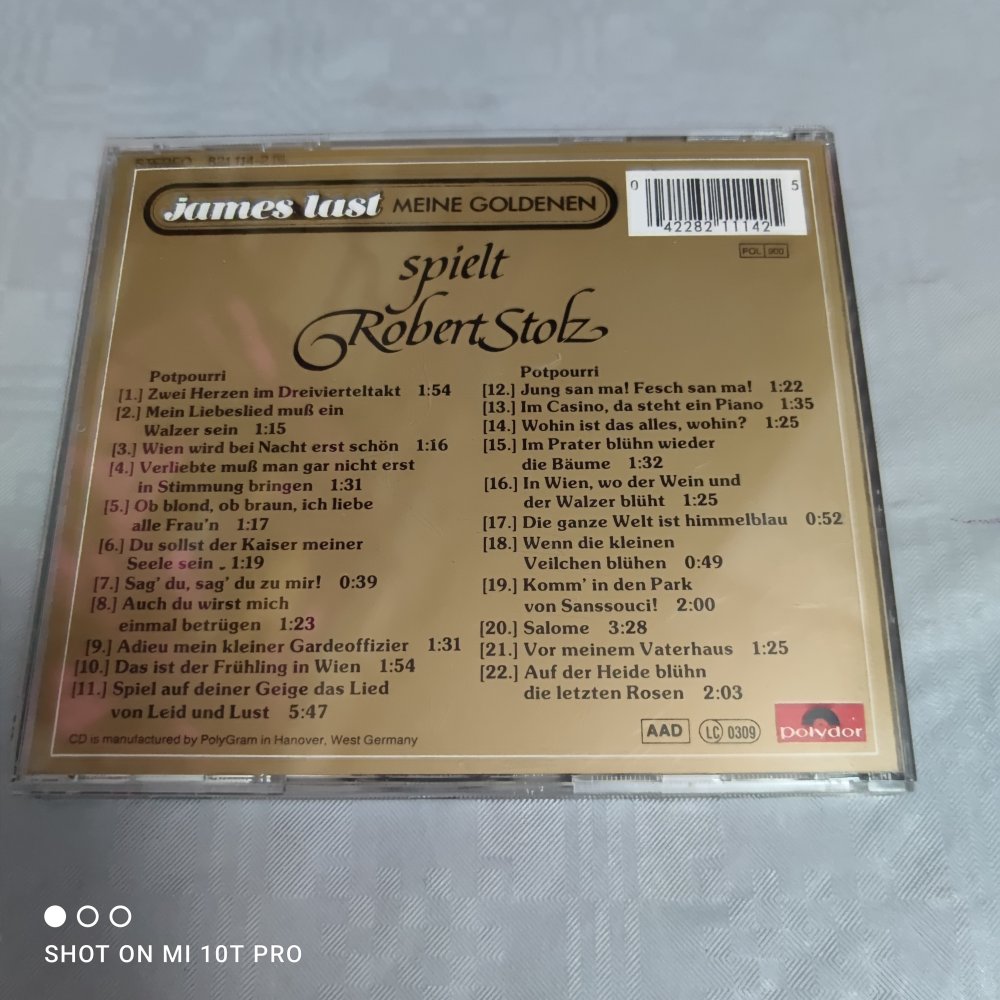 STEREO 821 114-2
james last MEINE GOLDENEN
0 42282 11142 5
POL 900
spielt
Robert Stolz
Potpourri
[1.] Zwei Herzen im Dreivierteltakt 1:54
[2.] Mein Liebeslied muß ein
Walzer sein 1:15
[3.] Wien wird bei Nacht erst schön 1:16
[4.] Verliebte muß man gar nicht erst
in Stimmung bringen 1:31
[5.] Ob blond, ob braun, ich liebe
alle Frau'n 1:17
[6.] Du sollst der Kaiser meiner
Seele sein 1:19
[7.] Sag' du, sag' du zu mir! 0:39
[8.] Auch du wirst mich
einmal betrügen 1:23
[9.] Adieu mein kleiner Gardeoffizier 1:31
[10.] Das ist der Frühling in Wien 1:54
[11.] Spiel auf deiner Geige das Lied
von Leid und Lust 5:47
Potpourri
[12.] Jung san ma! Fesch san ma! 1:22
[13.] Im Casino, da steht ein Piano 1:35
[14.] Wohin ist das alles, wohin? 1:25
[15.] Im Prater blühn wieder
die Bäume 1:32
[16.] In Wien, wo der Wein und
der Walzer blüht 1:25
[17.] Die ganze Welt ist himmelblau 0:52
[18.] Wenn die kleinen
Veilchen blühen 0:49
[19.] Komm' in den Park
von Sanssouci! 2:00
[20.] Salome 3:28
[21.] Vor meinem Vaterhaus 1:25
[22.] Auf der Heide blühn
die letzten Rosen 2:03
CD is manufactured by PolyGram in Hanover, West Germany
AAD LC 0309 polydor
SHOT ON MI 10T PRO